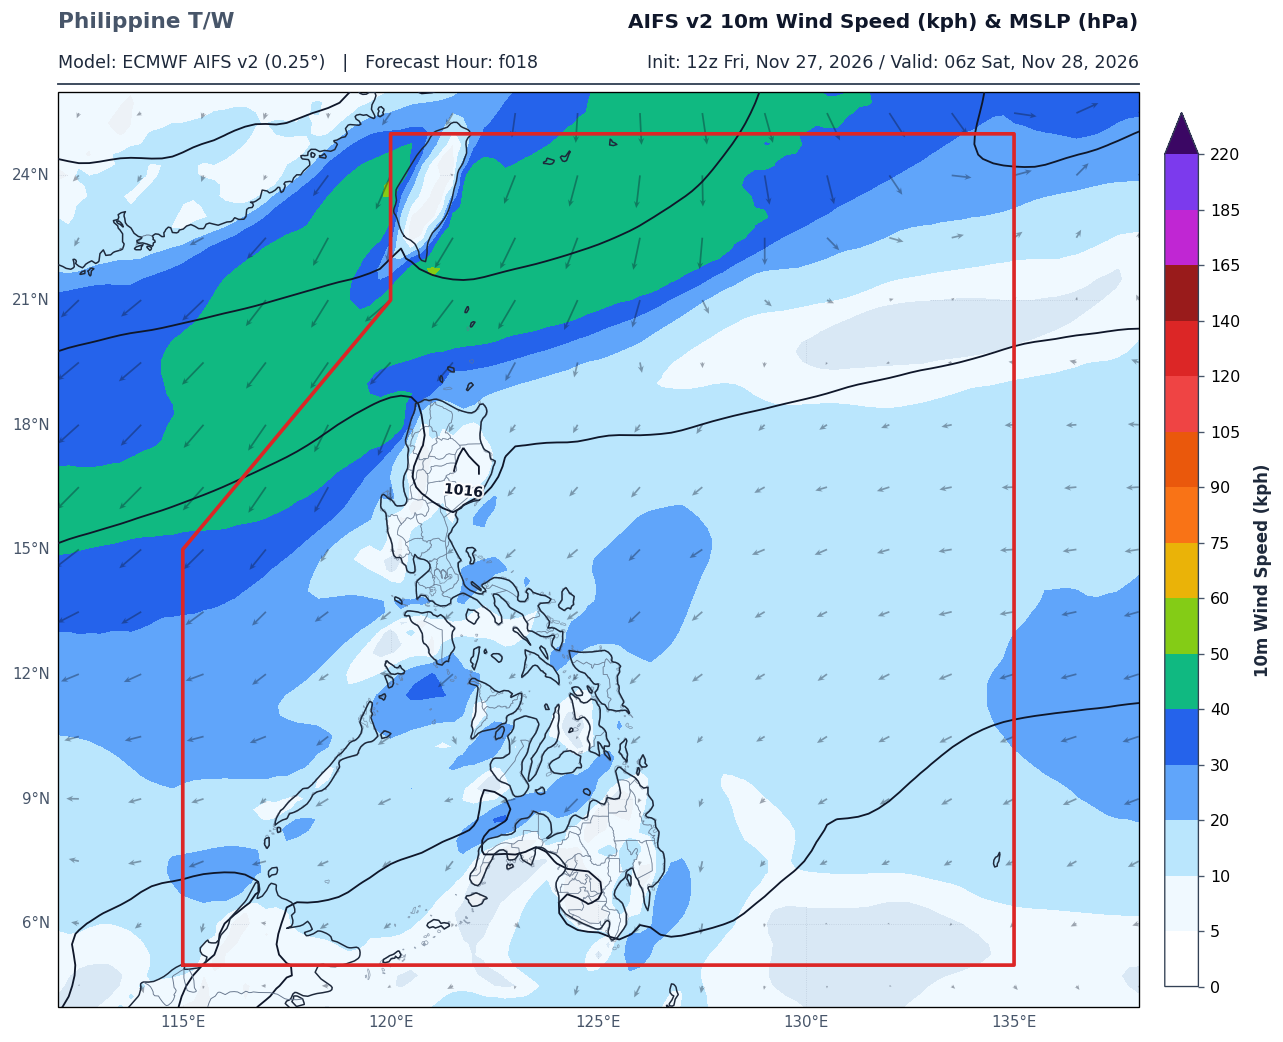 Philippine T/W
AIFS v2 10m Wind Speed (kph) & MSLP (hPa)
Model: ECMWF AIFS v2 (0.25°) | Forecast Hour: f018
Init: 12z Fri, Nov 27, 2026 / Valid: 06z Sat, Nov 28, 2026
24°N
21°N
18°N
15°N
12°N
9°N
6°N
1016
115°E
120°E
125°E
130°E
135°E
220
185
165
140
120
105
90
75
60
50
40
30
20
10
5
0
10m Wind Speed (kph)